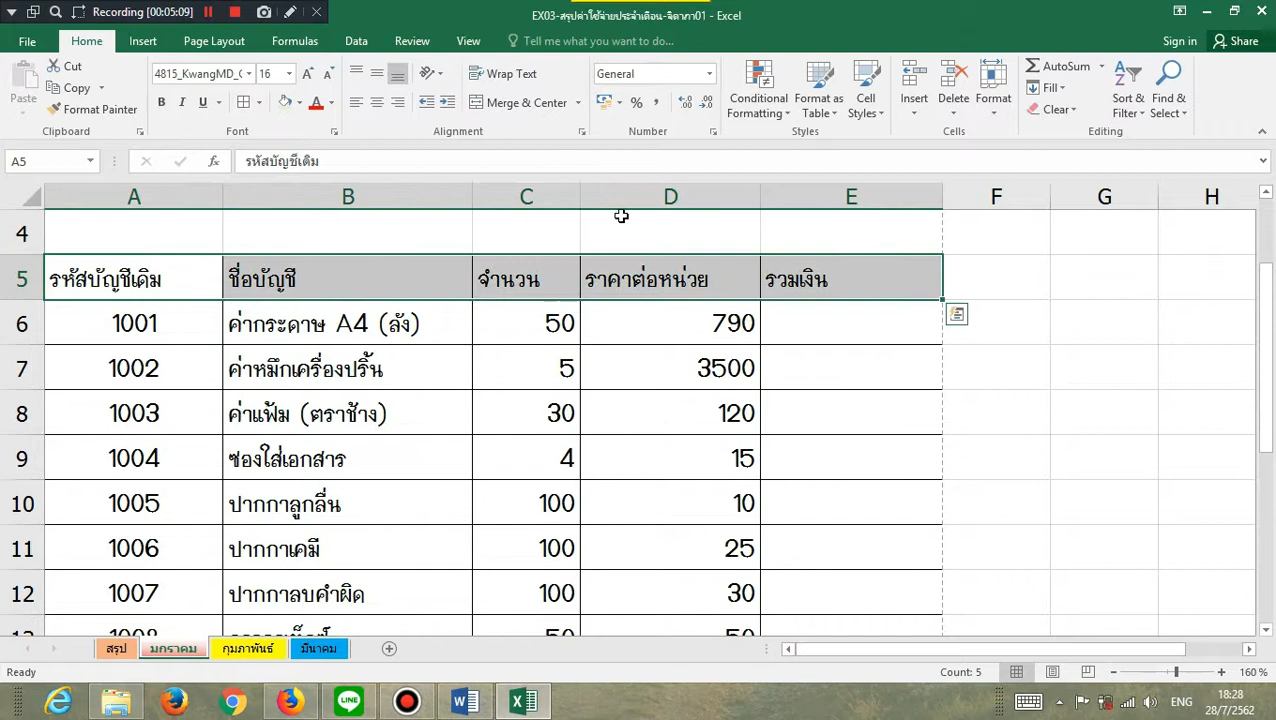 Recording [00:05:09]
EX03-สรุปค่าใช้จ่ายประจำเดือน-จิดาภา01 - Excel
File Home Insert Page Layout Formulas Data Review View Tell me what you want to do... Sign in Share
Paste Cut Copy Format Painter
4815_KwangMD_C 16
B I U A
Wrap Text
Merge & Center
General
Conditional Formatting Format as Table Cell Styles
Insert Delete Format
AutoSum Fill Clear
Sort & Filter Find & Select
Clipboard Font Alignment Number Styles Cells Editing
A5 fx รหัสบัญชีเดิม
A B C D E F G H
4
5 รหัสบัญชีเดิม ชื่อบัญชี จำนวน ราคาต่อหน่วย รวมเงิน
6 1001 ค่ากระดาษ A4 (ลัง) 50 790
7 1002 ค่าหมึกเครื่องปริ้น 5 3500
8 1003 ค่าแฟ้ม (ตราช้าง) 30 120
9 1004 ซองใส่เอกสาร 4 15
10 1005 ปากกาลูกลื่น 100 10
11 1006 ปากกาเคมี 100 25
12 1007 ปากกาลบคำผิด 100 30
13 1008 50 50
สรุป มกราคม กุมภาพันธ์ มีนาคม
Ready Count: 5 160 %
LINE ENG 18:28
28/7/2562